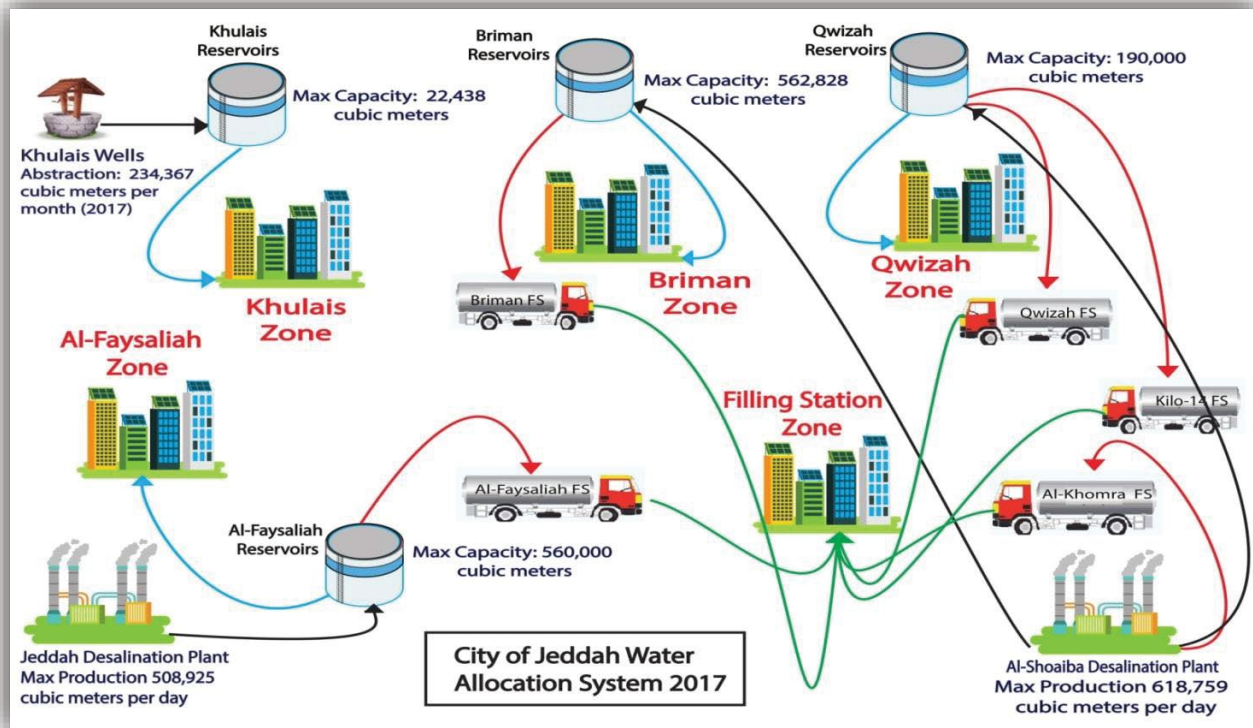 Khulais
Reservoirs
Max Capacity: 22,438
cubic meters
Khulais Wells
Abstraction: 234,367
cubic meters per
month (2017)
Khulais
Zone
Briman
Reservoirs
Max Capacity: 562,828
cubic meters
Briman
Zone
Briman FS
Qwizah
Reservoirs
190,000
cubic meters
Max Capacity:
Qwizah
Zone
Qwizah FS
Kilo-14 FS
Al-Faysaliah
Zone
Filling Station
Zone
Al-Faysaliah FS
Al-Khomra FS
Al-Faysaliah
Reservoirs
Max Capacity: 560,000
cubic meters
Jeddah Desalination Plant
Max Production 508,925
cubic meters per day
City of Jeddah Water
Allocation System 2017
Al-Shoaiba Desalination Plant
Max Production 618,759
cubic meters per day